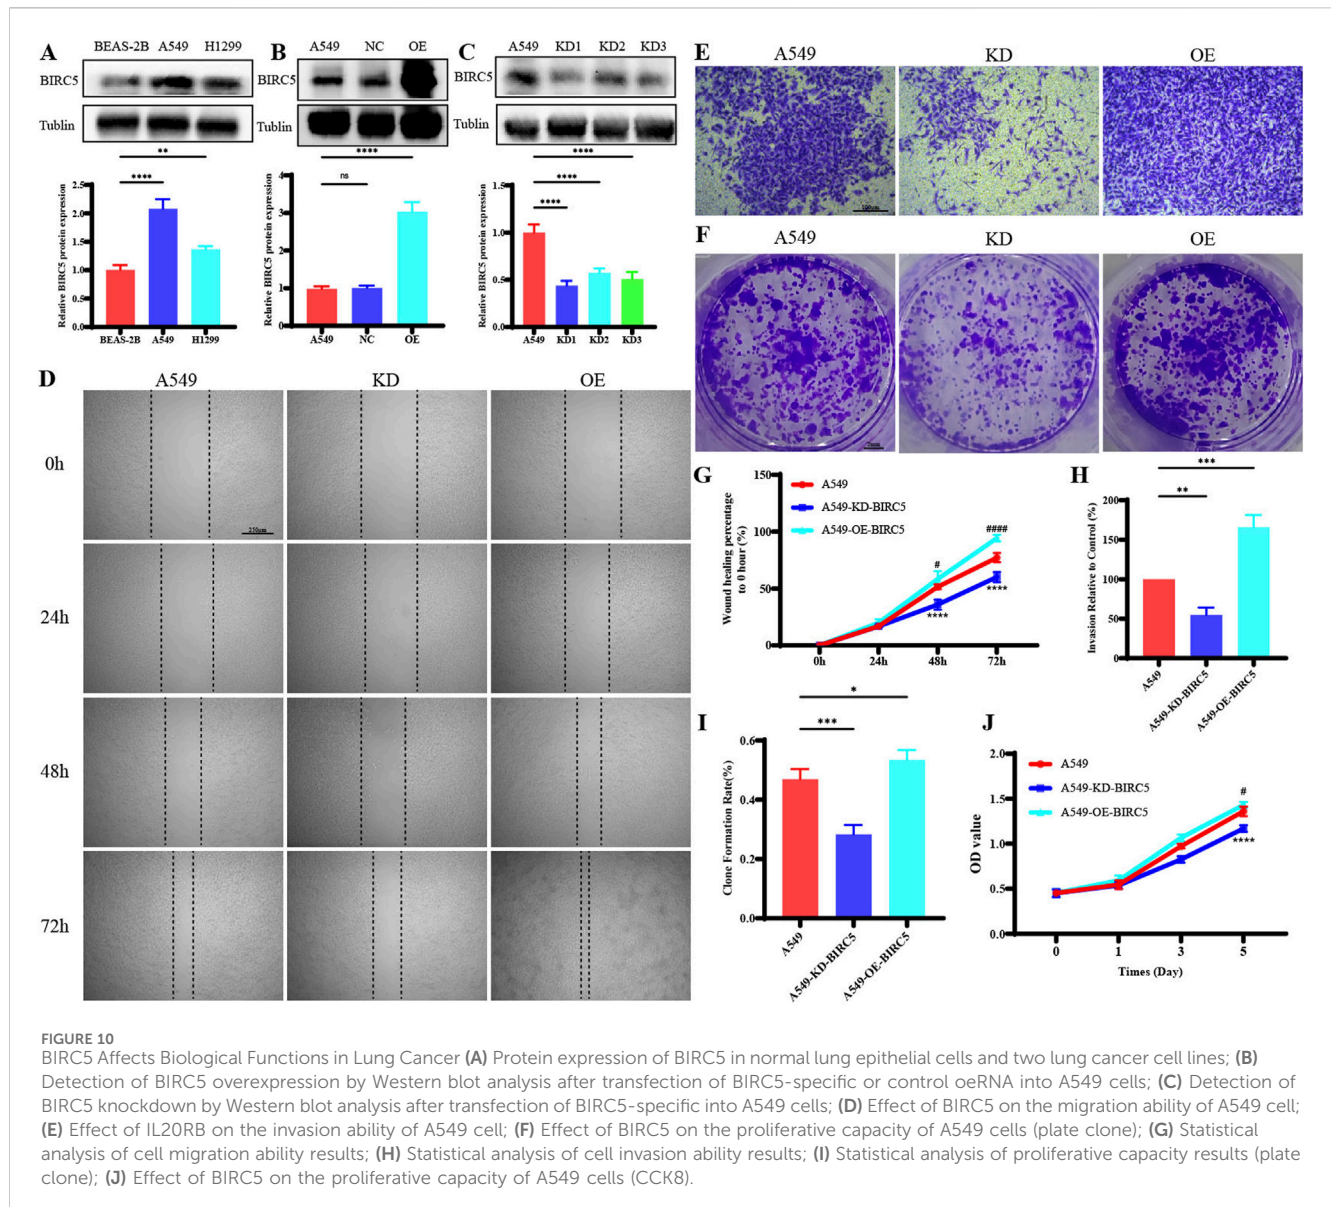 A
BEAS-2B A549 H1299
BIRC5
Tublin
** 
****
Relative BIRC5 protein expression
2.5
2.0
1.5
1.0
0.5
0.0
BEAS-2B A549 H1299
B
A549 NC OE
BIRC5
Tublin
****
ns
Relative BIRC5 protein expression
4
3
2
1
0
A549 NC OE
C
A549 KD1 KD2 KD3
BIRC5
Tublin
****
****
****
Relative BIRC5 protein expression
1.5
1.0
0.5
0.0
A549 KD1 KD2 KD3
D
A549 KD OE
0h
250um
24h
48h
72h
E
A549 KD OE
100um
F
A549 KD OE
G
Wound healing percentage
to 0 hour (%)
150
100
50
0
A549
A549-KD-BIRC5
A549-OE-BIRC5
#
####
****
****
0h 24h 48h 72h
H
***
**
Invasion Relative to Control (%)
200
150
100
50
0
A549
A549-KD-BIRC5
A549-OE-BIRC5
I
*
***
Clone Formation Rate(%)
0.6
0.4
0.2
0.0
A549
A549-KD-BIRC5
A549-OE-BIRC5
J
OD value
2.0
1.5
1.0
0.5
0.0
A549
A549-KD-BIRC5
A549-OE-BIRC5
#
****
0 1 3 5
Times (Day)
FIGURE 10
BIRC5 Affects Biological Functions in Lung Cancer (A) Protein expression of BIRC5 in normal lung epithelial cells and two lung cancer cell lines; (B)
Detection of BIRC5 overexpression by Western blot analysis after transfection of BIRC5-specific or control oeRNA into A549 cells; (C) Detection of
BIRC5 knockdown by Western blot analysis after transfection of BIRC5-specific into A549 cells; (D) Effect of BIRC5 on the migration ability of A549 cell;
(E) Effect of IL20RB on the invasion ability of A549 cell; (F) Effect of BIRC5 on the proliferative capacity of A549 cells (plate clone); (G) Statistical
analysis of cell migration ability results; (H) Statistical analysis of cell invasion ability results; (I) Statistical analysis of proliferative capacity results (plate
clone); (J) Effect of BIRC5 on the proliferative capacity of A549 cells (CCK8).